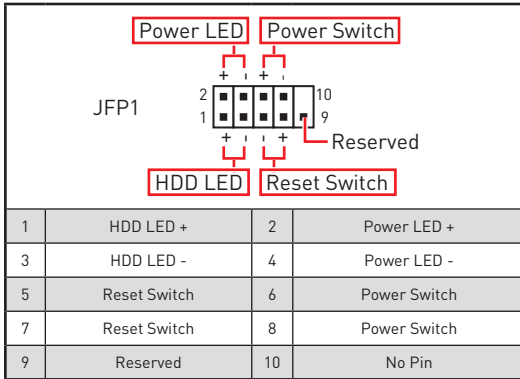 Power LED Power Switch
+ - + -
JFP1
2 10
1 9
+ - - +
Reserved
HDD LED Reset Switch
1 HDD LED + 2 Power LED +
3 HDD LED - 4 Power LED -
5 Reset Switch 6 Power Switch
7 Reset Switch 8 Power Switch
9 Reserved 10 No Pin